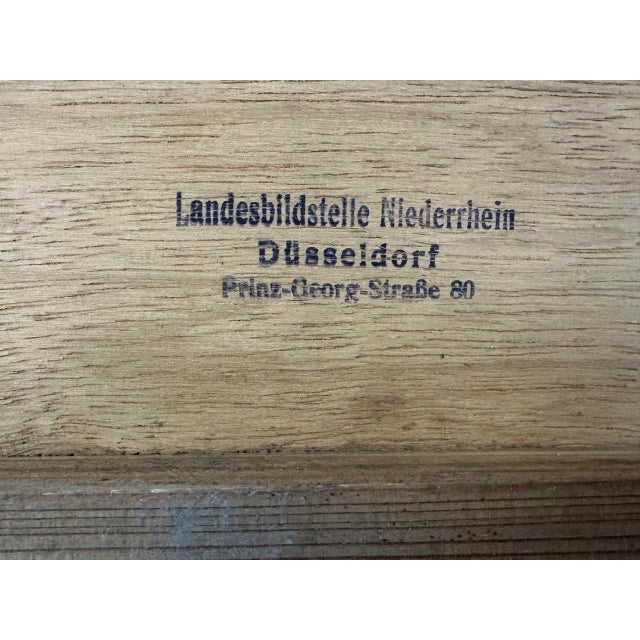 Landesbildstelle Niederrhein
Düsseldorf
Prinz-Georg-Straße 80